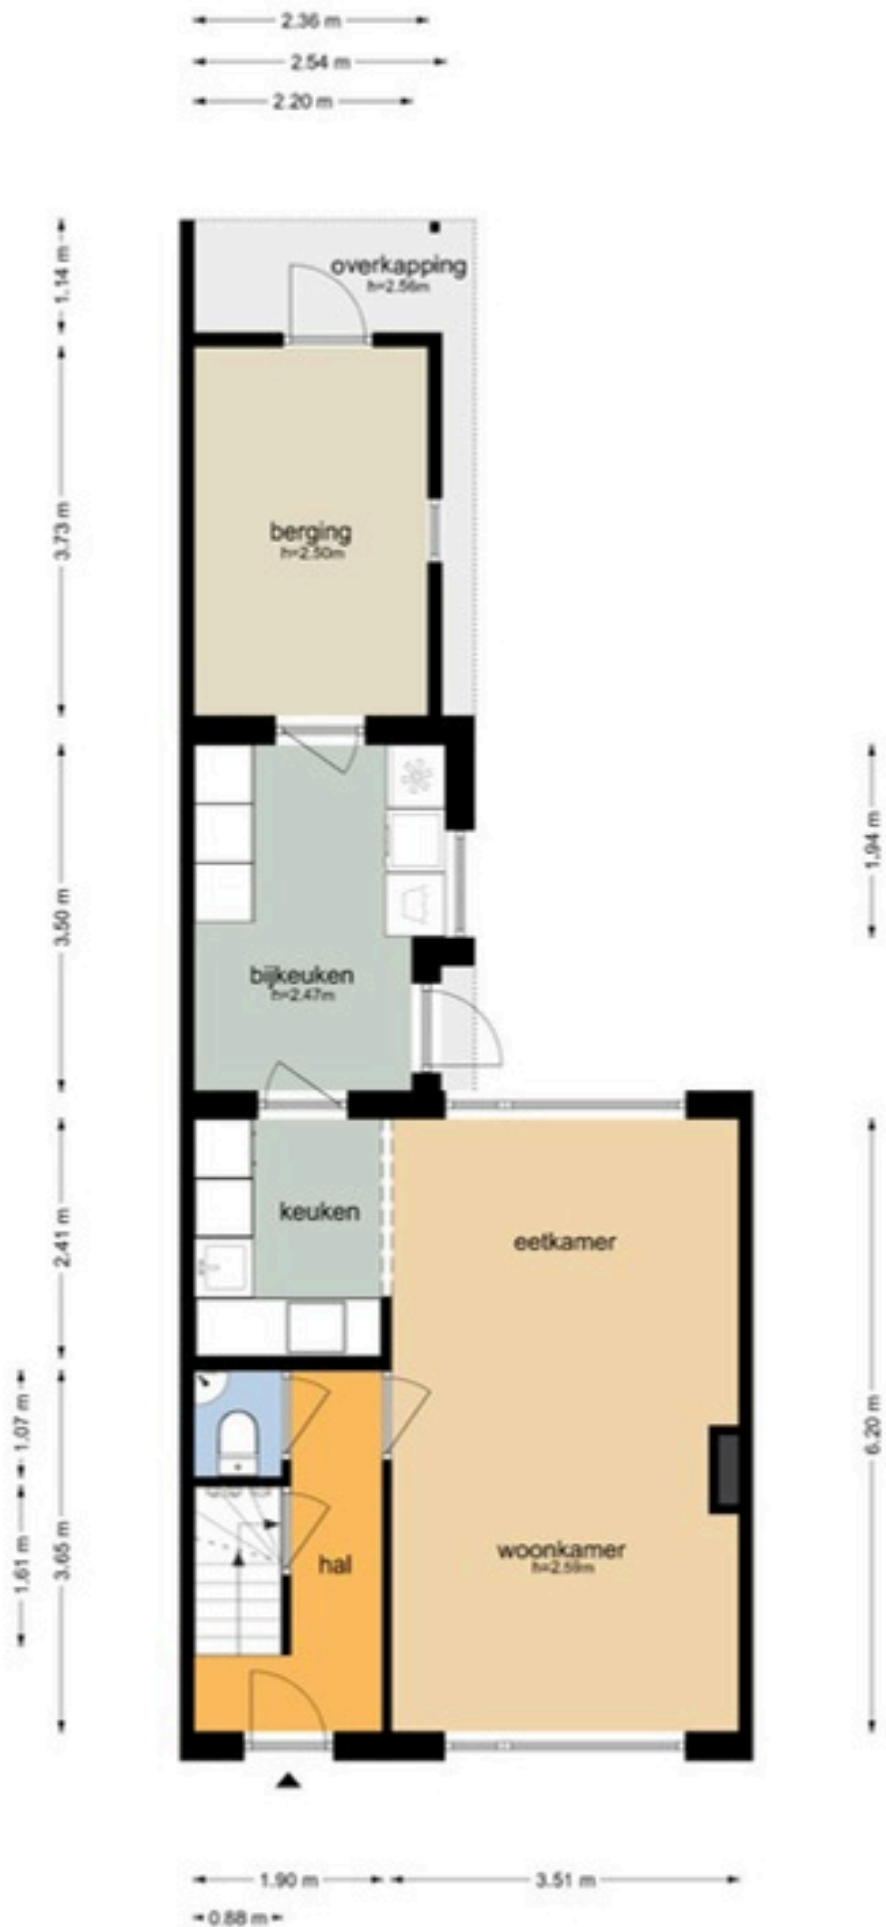 2.36 m
2.54 m
2.20 m
1.14 m
overkapping
h=2.56m
3.73 m
berging
h=2.50m
3.50 m
1.94 m
bijkeuken
h=2.47m
2.41 m
keuken
eetkamer
1.07 m
6.20 m
1.61 m
3.65 m
hal
woonkamer
h=2.59m
1.90 m
3.51 m
0.88 m